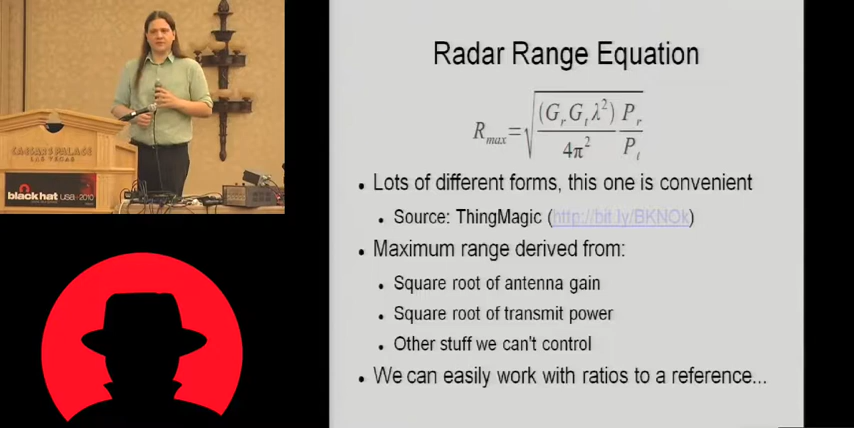 CAESARS PALACE
LAS VEGAS
black hat USA + 2010
Radar Range Equation
R_max = √((G_r G_t λ²) / 4π² · P_r / P_t)
• Lots of different forms, this one is convenient
• Source: ThingMagic (http://bit.ly/BKNOk)
• Maximum range derived from:
• Square root of antenna gain
• Square root of transmit power
• Other stuff we can't control
• We can easily work with ratios to a reference...